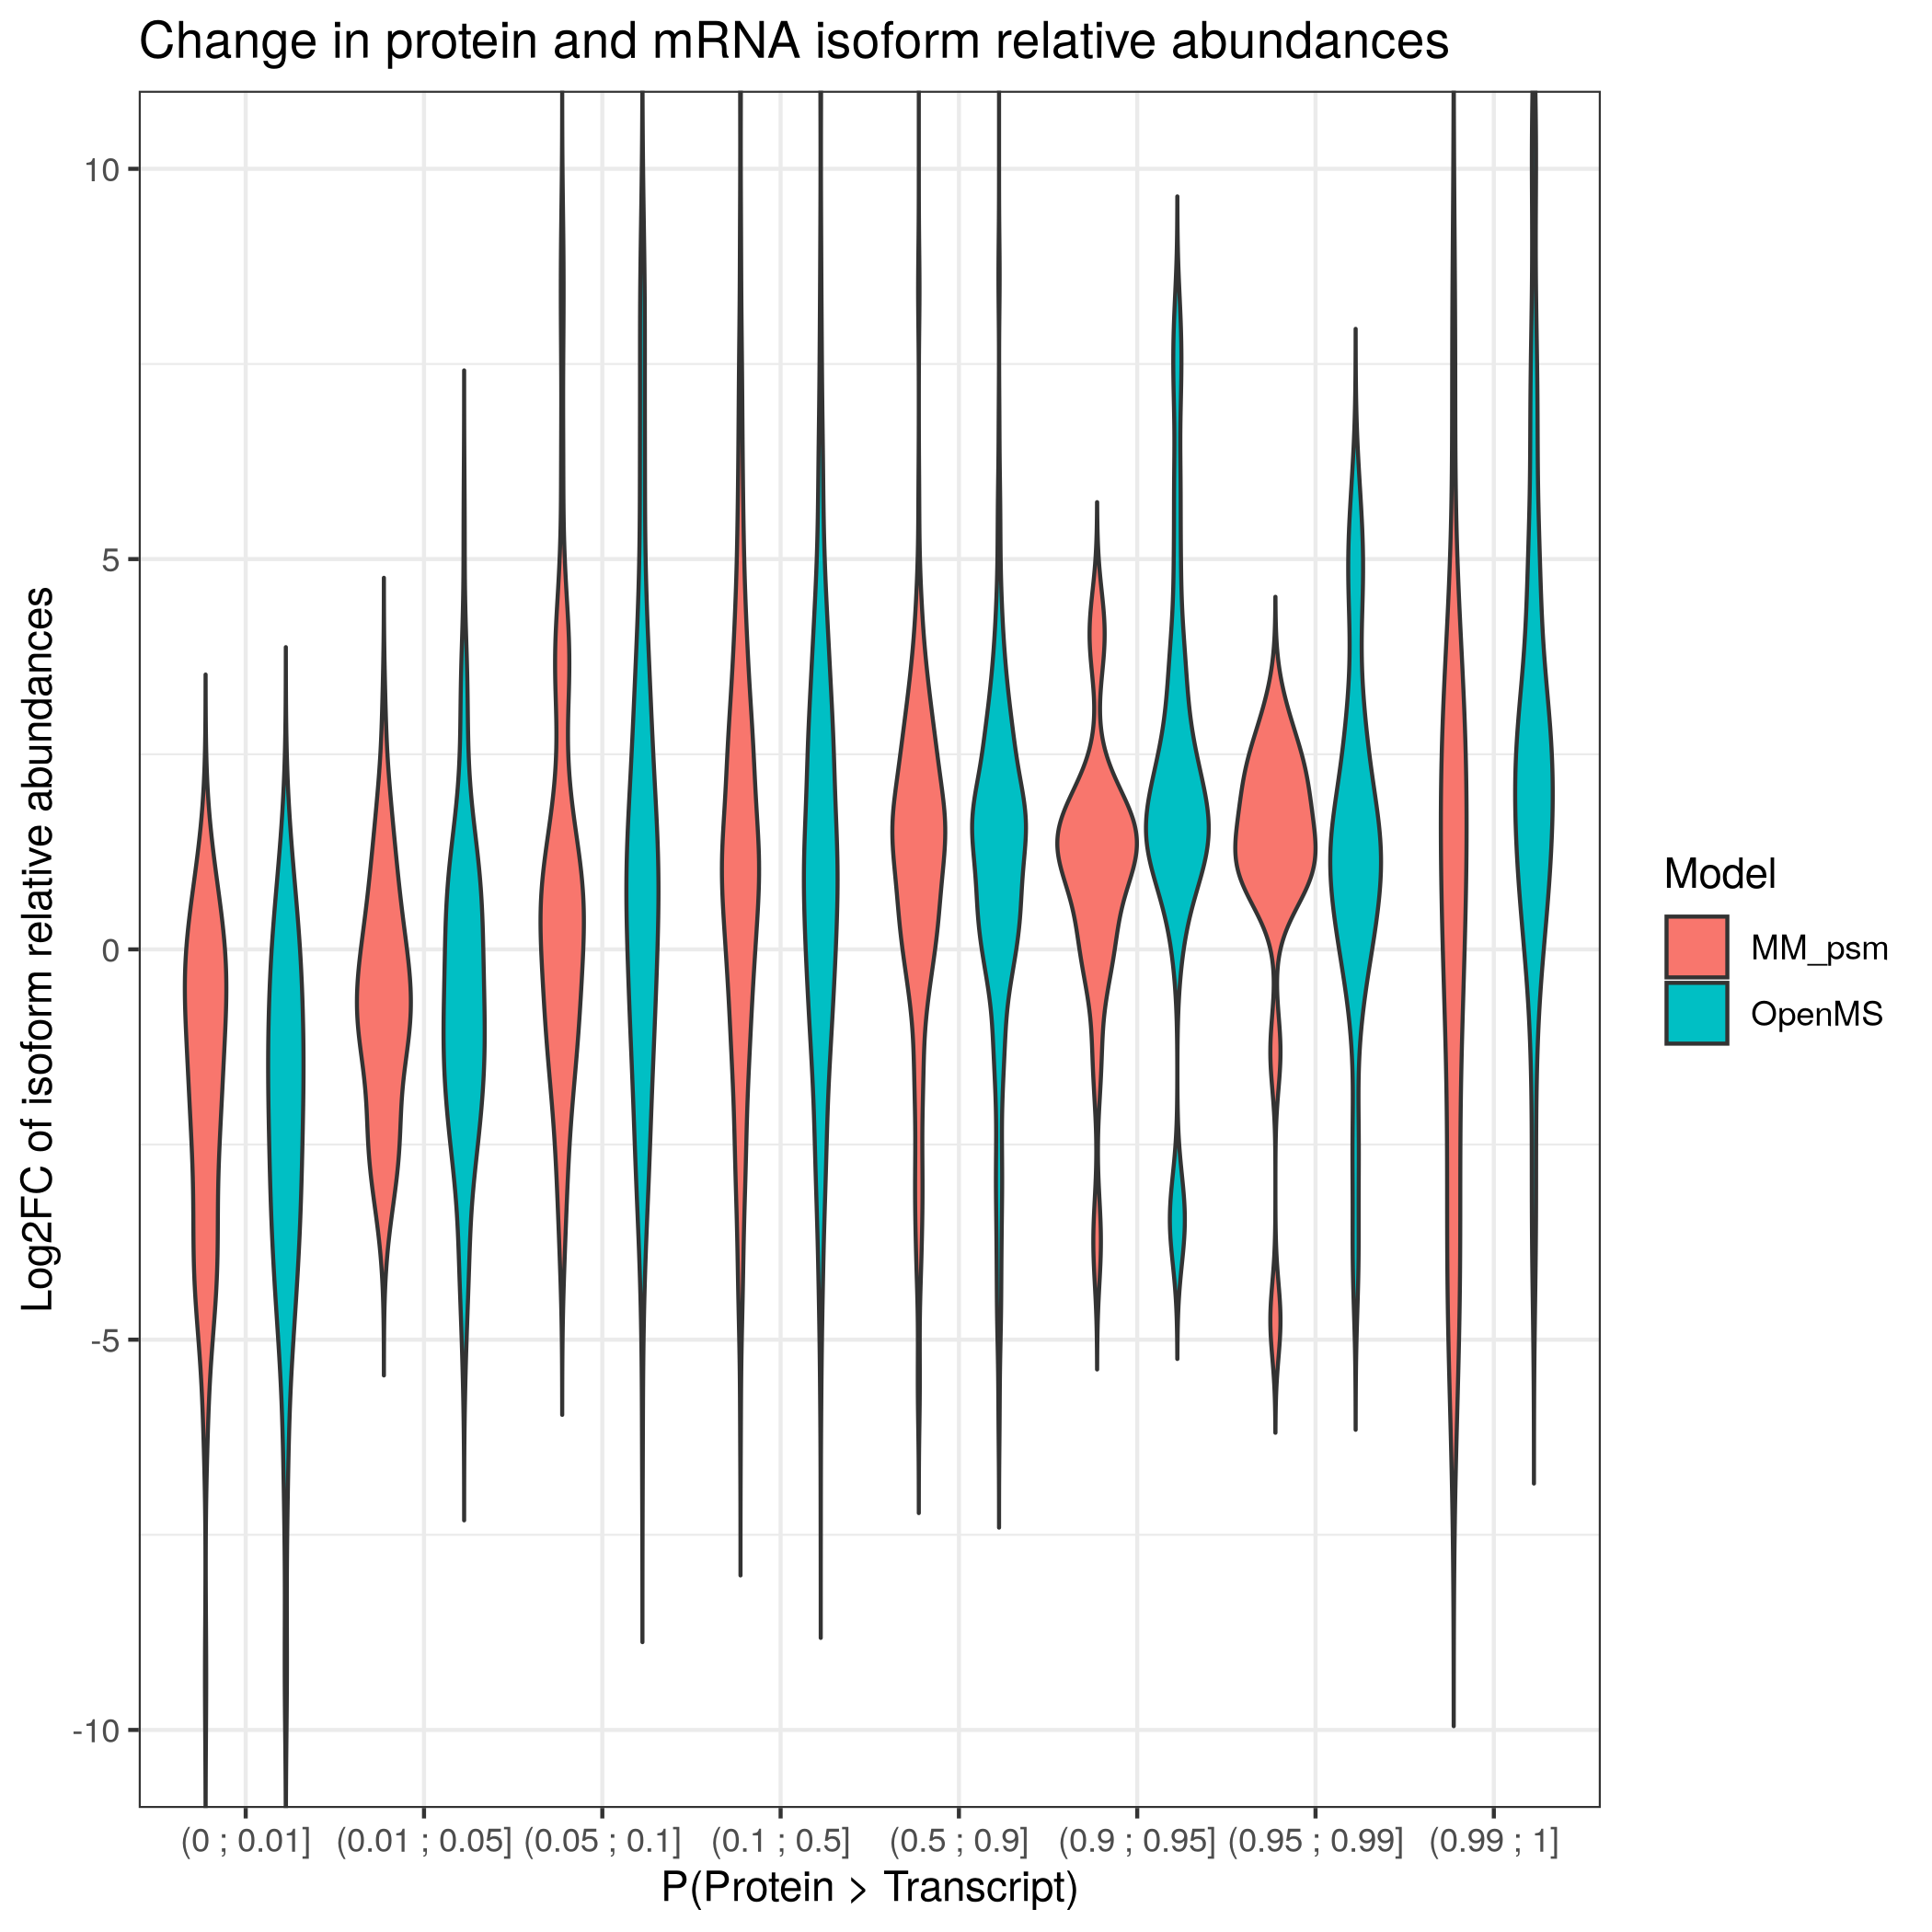 Change in protein and mRNA isoform relative abundances
Log2FC of isoform relative abundances
10
5
0
-5
-10
(0 ; 0.01]
(0.01 ; 0.05]
(0.05 ; 0.1]
(0.1 ; 0.5]
(0.5 ; 0.9]
(0.9 ; 0.95]
(0.95 ; 0.99]
(0.99 ; 1]
P(Protein > Transcript)
Model
MM_psm
OpenMS